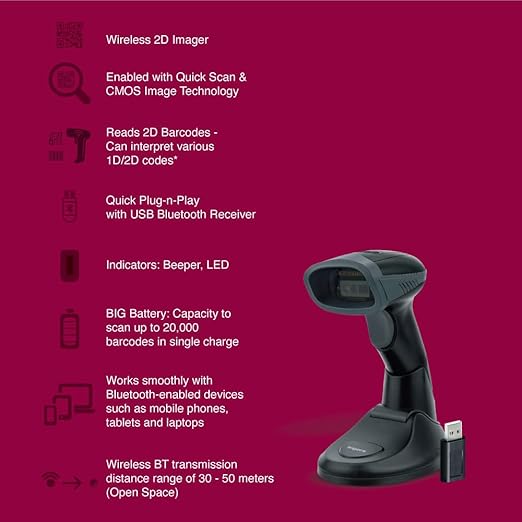 Wireless 2D Imager
Enabled with Quick Scan &
CMOS Image Technology
Reads 2D Barcodes -
Can interpret various
1D/2D codes*
Quick Plug-n-Play
with USB Bluetooth Receiver
Indicators: Beeper, LED
BIG Battery: Capacity to
scan up to 20,000
barcodes in single charge
Works smoothly with
Bluetooth-enabled devices
such as mobile phones,
tablets and laptops
Wireless BT transmission
distance range of 30 - 50 meters
(Open Space)